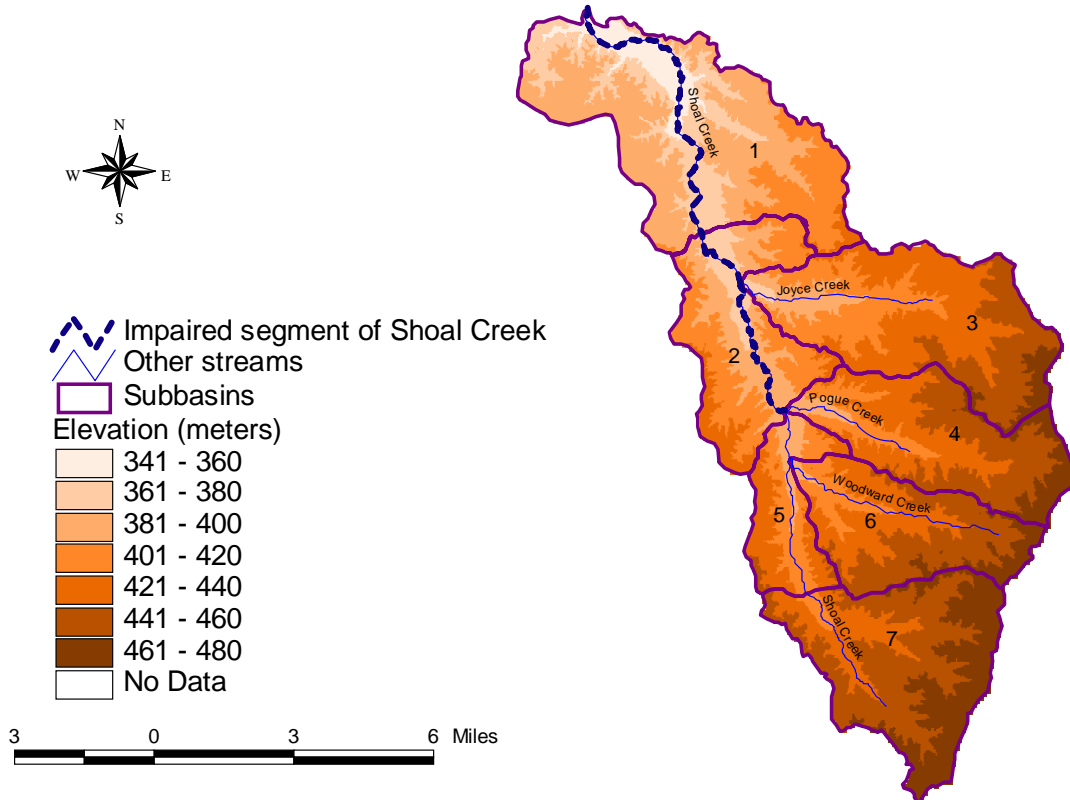 N
W E
S
Impaired segment of Shoal Creek
Other streams
Subbasins
Elevation (meters)
341 - 360
361 - 380
381 - 400
401 - 420
421 - 440
441 - 460
461 - 480
No Data
3 0 3 6 Miles
Shoal Creek
1
Joyce Creek
3
2
Pogue Creek
4
Woodward Creek
5
6
Shoal Creek
7